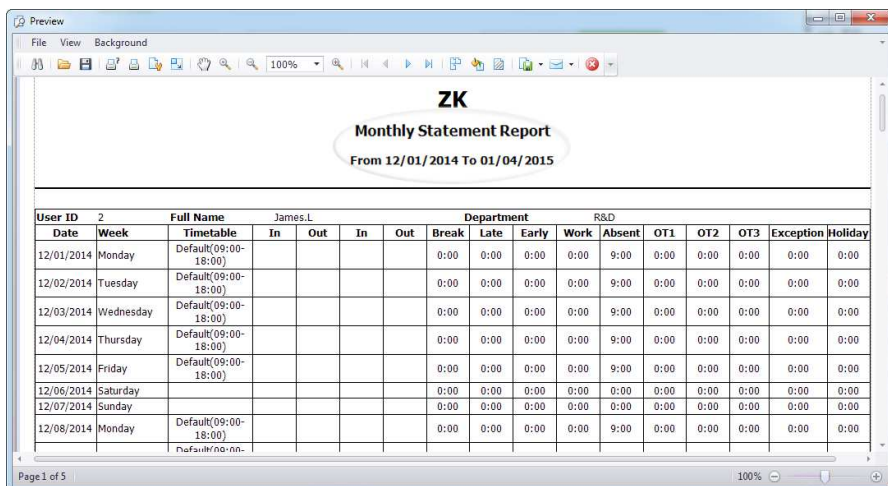 Preview
File View Background
100%
ZK
Monthly Statement Report
From 12/01/2014 To 01/04/2015
User ID 2 Full Name James.L Department R&D
Date Week Timetable In Out In Out Break Late Early Work Absent OT1 OT2 OT3 Exception Holiday
12/01/2014 Monday Default(09:00-18:00) 0:00 0:00 0:00 0:00 9:00 0:00 0:00 0:00 0:00 0:00
12/02/2014 Tuesday Default(09:00-18:00) 0:00 0:00 0:00 0:00 9:00 0:00 0:00 0:00 0:00 0:00
12/03/2014 Wednesday Default(09:00-18:00) 0:00 0:00 0:00 0:00 9:00 0:00 0:00 0:00 0:00 0:00
12/04/2014 Thursday Default(09:00-18:00) 0:00 0:00 0:00 0:00 9:00 0:00 0:00 0:00 0:00 0:00
12/05/2014 Friday Default(09:00-18:00) 0:00 0:00 0:00 0:00 9:00 0:00 0:00 0:00 0:00 0:00
12/06/2014 Saturday 0:00 0:00 0:00 0:00 0:00 0:00 0:00 0:00 0:00 0:00
12/07/2014 Sunday 0:00 0:00 0:00 0:00 0:00 0:00 0:00 0:00 0:00 0:00
12/08/2014 Monday Default(09:00-18:00) 0:00 0:00 0:00 0:00 9:00 0:00 0:00 0:00 0:00 0:00
Default(09:00-
Page 1 of 5 100%